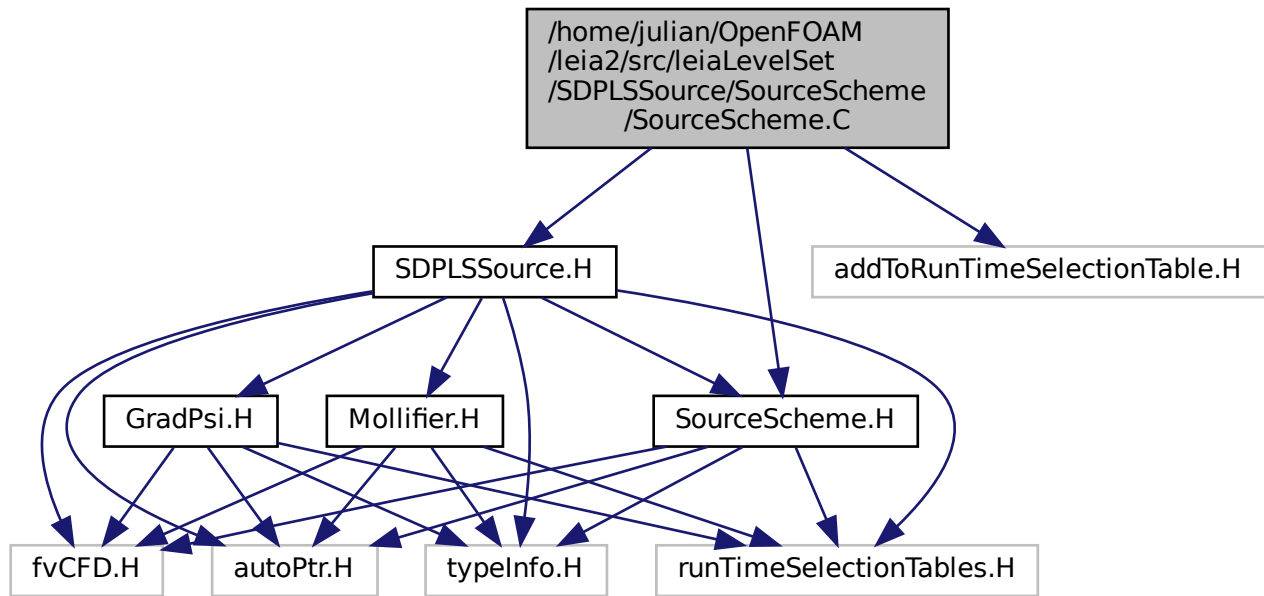 /home/julian/OpenFOAM
/leia2/src/leiaLevelSet
/SDPLSSource/SourceScheme
/SourceScheme.C
SDPLSSource.H
addToRunTimeSelectionTable.H
GradPsi.H
Mollifier.H
SourceScheme.H
fvCFD.H
autoPtr.H
typeInfo.H
runTimeSelectionTables.H